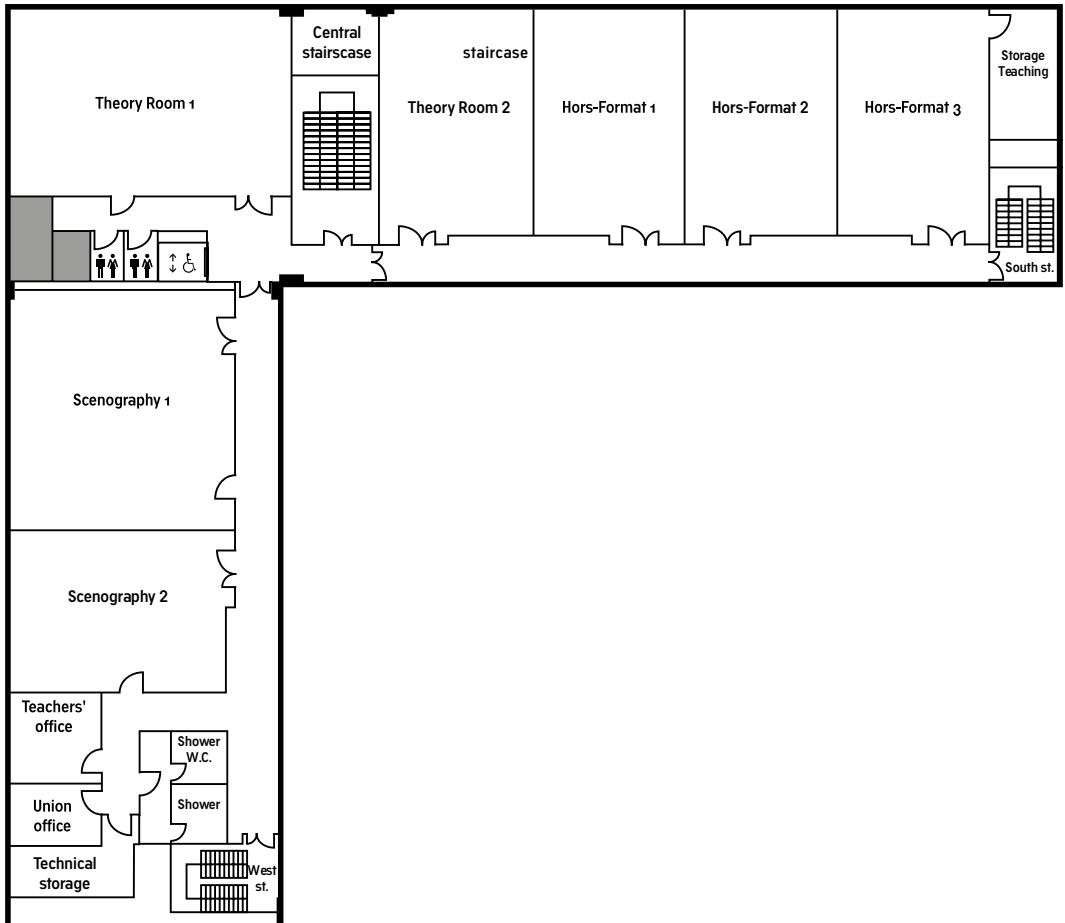 Central
stairscase
staircase
Storage
Teaching
Theory Room 1
Theory Room 2
Hors-Format 1
Hors-Format 2
Hors-Format 3
South st.
Scenography 1
Scenography 2
Teachers'
office
Shower
W.C.
Union
office
Shower
Technical
storage
West
st.